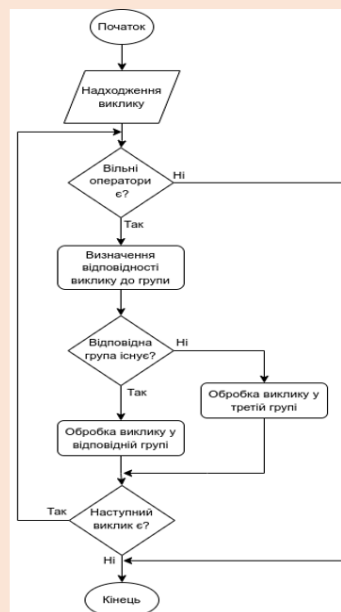 Початок
Надходження
виклику
Вільні
оператори
є?
Ні
Так
Визначення
відповідності
виклику до групи
Відповідна
група існує?
Ні
Так
Обробка виклику у
третій групі
Обробка виклику у
відповідній групі
Наступний
виклик є?
Так
Ні
Кінець